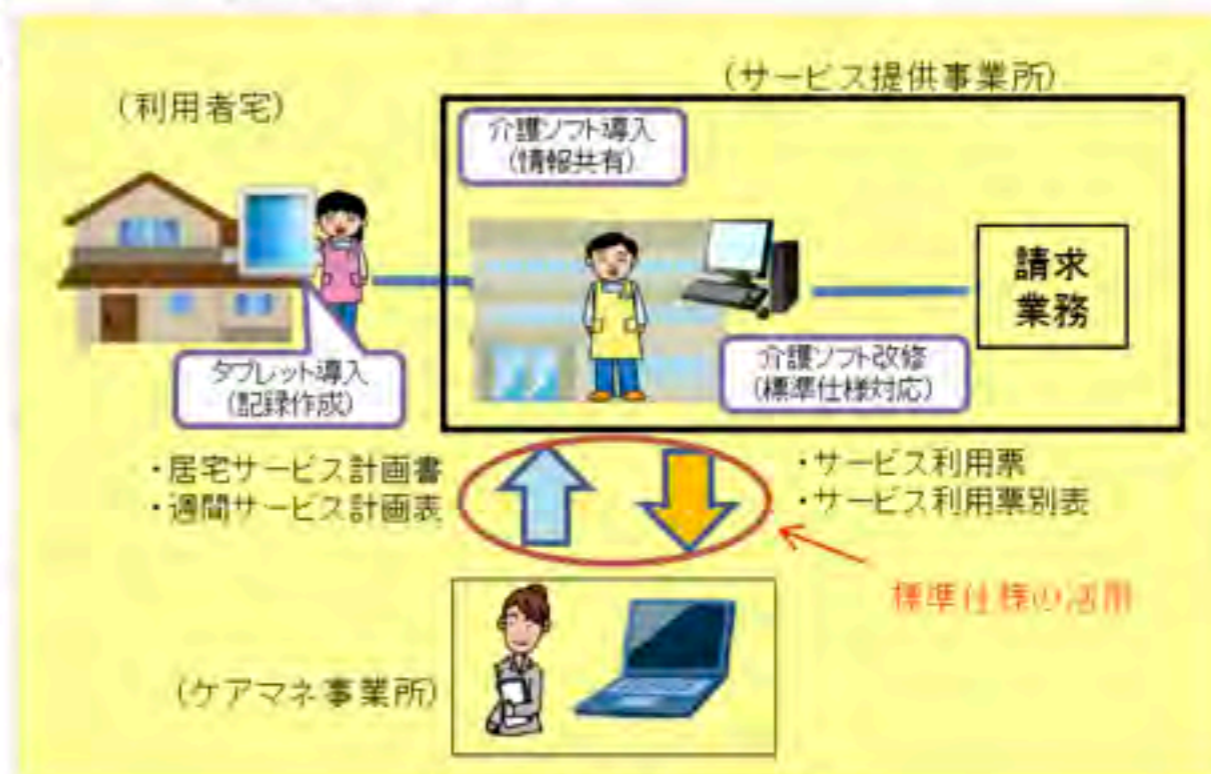 (サービス提供事業所)
(利用者宅)
介護ソフト導入
(情報共有)
請求
業務
タブレット導入
(記録作成)
介護ソフト改修
(標準仕様対応)
・居宅サービス計画書
・週間サービス計画表
・サービス利用票
・サービス利用票別表
標準仕様の活用
(ケアマネ事業所)